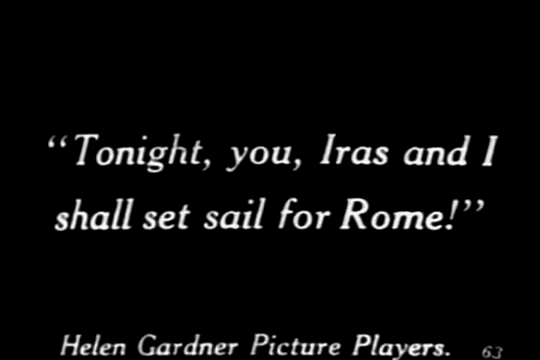 “Tonight, you, Iras and I
shall set sail for Rome!”
Helen Gardner Picture Players. 63